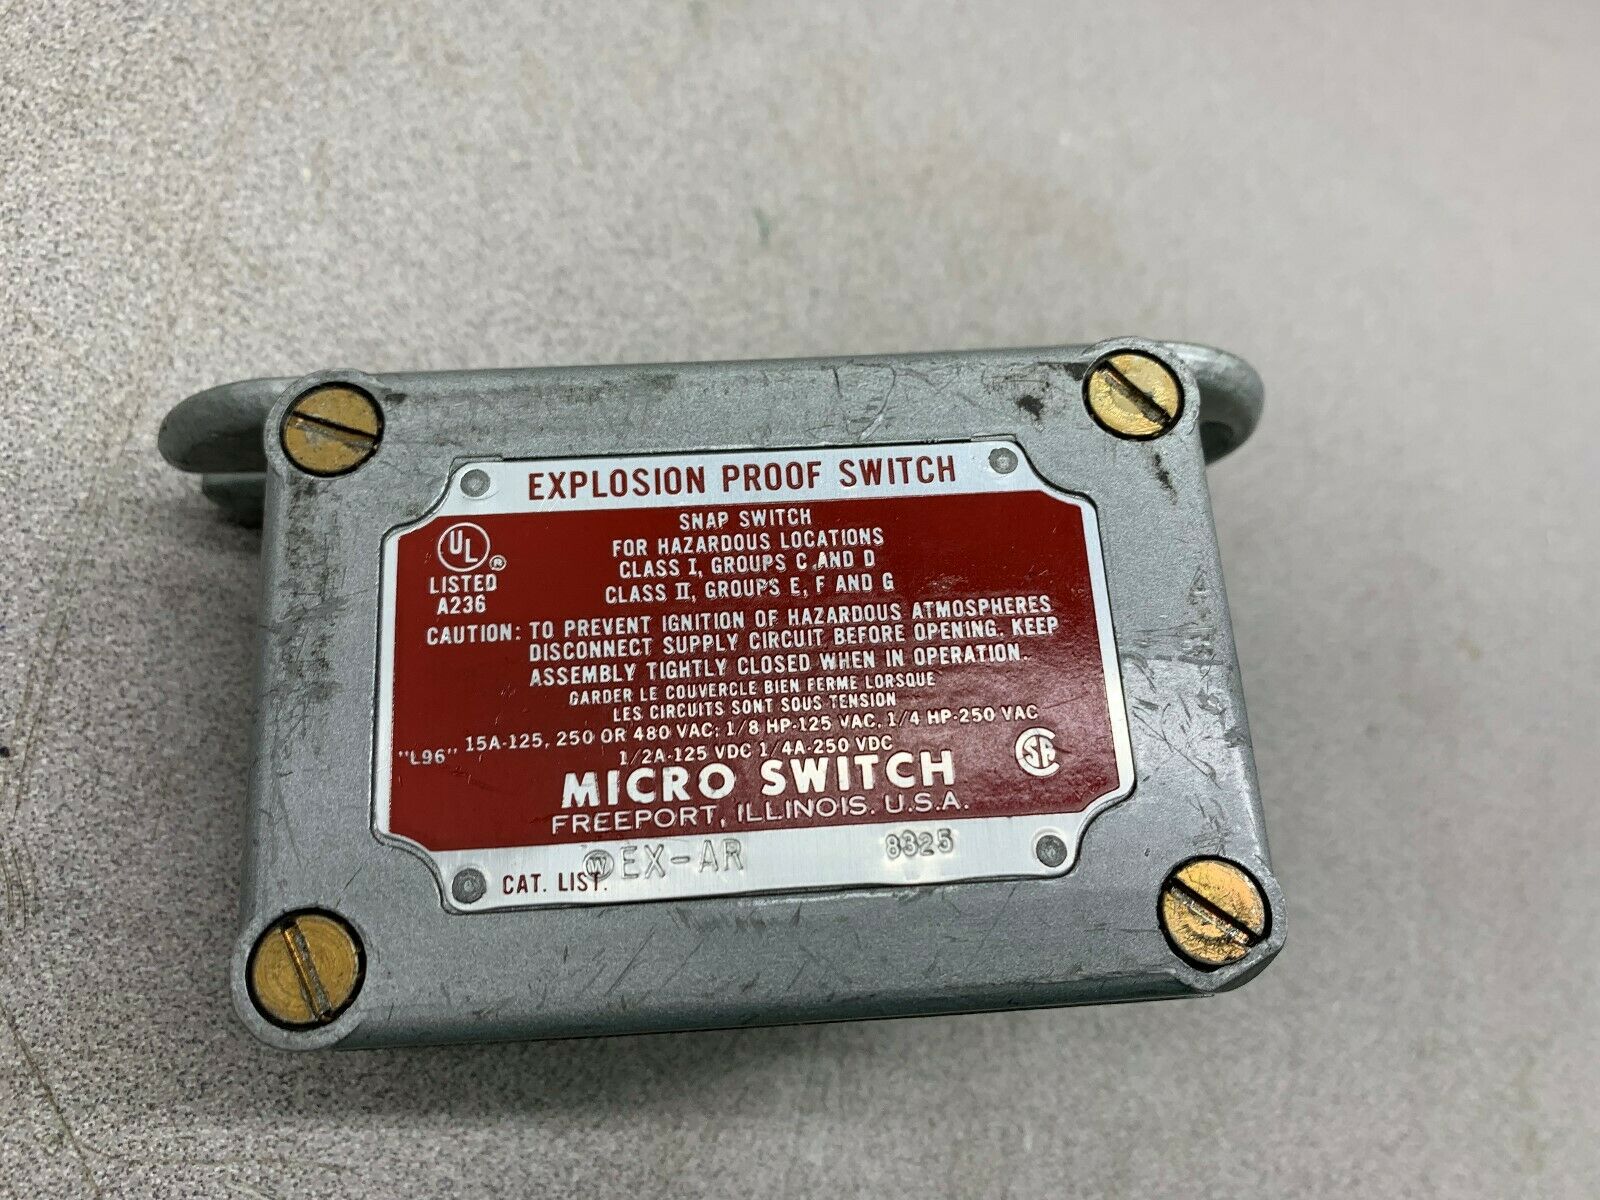 EXPLOSION PROOF SWITCH
SNAP SWITCH
FOR HAZARDOUS LOCATIONS
CLASS I, GROUPS C AND D
CLASS II, GROUPS E, F AND G
UL ®
LISTED
A236
CAUTION: TO PREVENT IGNITION OF HAZARDOUS ATMOSPHERES
DISCONNECT SUPPLY CIRCUIT BEFORE OPENING. KEEP
ASSEMBLY TIGHTLY CLOSED WHEN IN OPERATION.
GARDER LE COUVERCLE BIEN FERME LORSQUE
LES CIRCUITS SONT SOUS TENSION
"L96" 15A-125, 250 OR 480 VAC; 1/8 HP-125 VAC. 1/4 HP-250 VAC
1/2A-125 VDC 1/4A-250 VDC
MICRO SWITCH
FREEPORT, ILLINOIS. U.S.A.
CAT. LIST. W EX-AR 8325